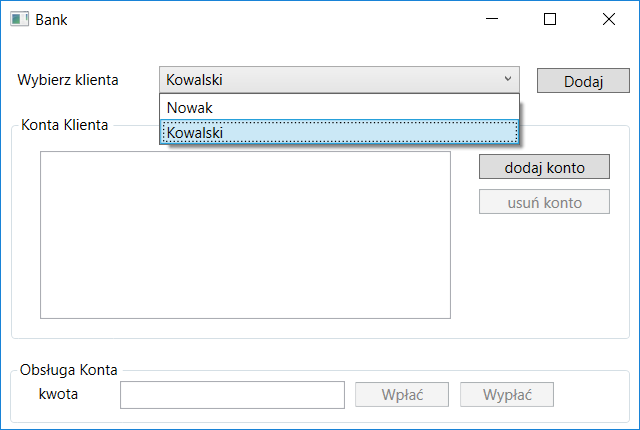 Bank
Wybierz klienta Kowalski Dodaj
Nowak
Kowalski
Konta Klienta
dodaj konto
usuń konto
Obsługa Konta
kwota Wpłać Wypłać